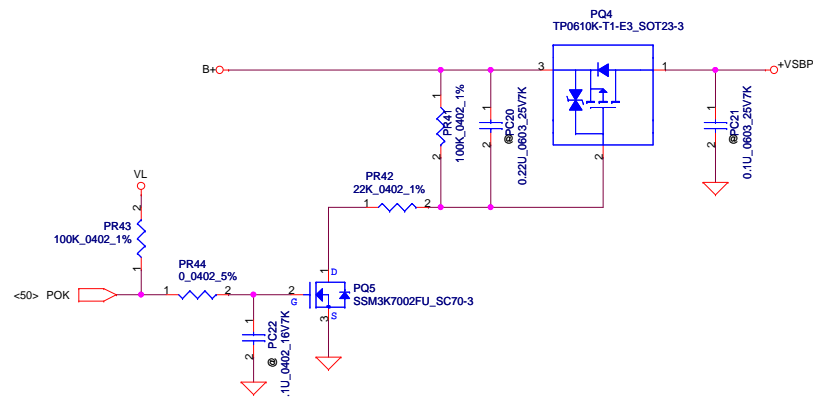 PQ4
TP0610K-T1-E3_SOT23-3
B+
3
1
+VSBP
1
PR41
2
100K_0402_1%
1
@PC20
2
0.22U_0603_25V7K
2
1
@PC21
2
0.1U_0603_25V7K
VL
2
PR43
100K_0402_1%
1
PR42
22K_0402_1%
1
2
<50>
POK
PR44
0_0402_5%
1
2
1
@ PC22
2
.1U_0402_16V7K
1
D
2
G
PQ5
SSM3K7002FU_SC70-3
3
S